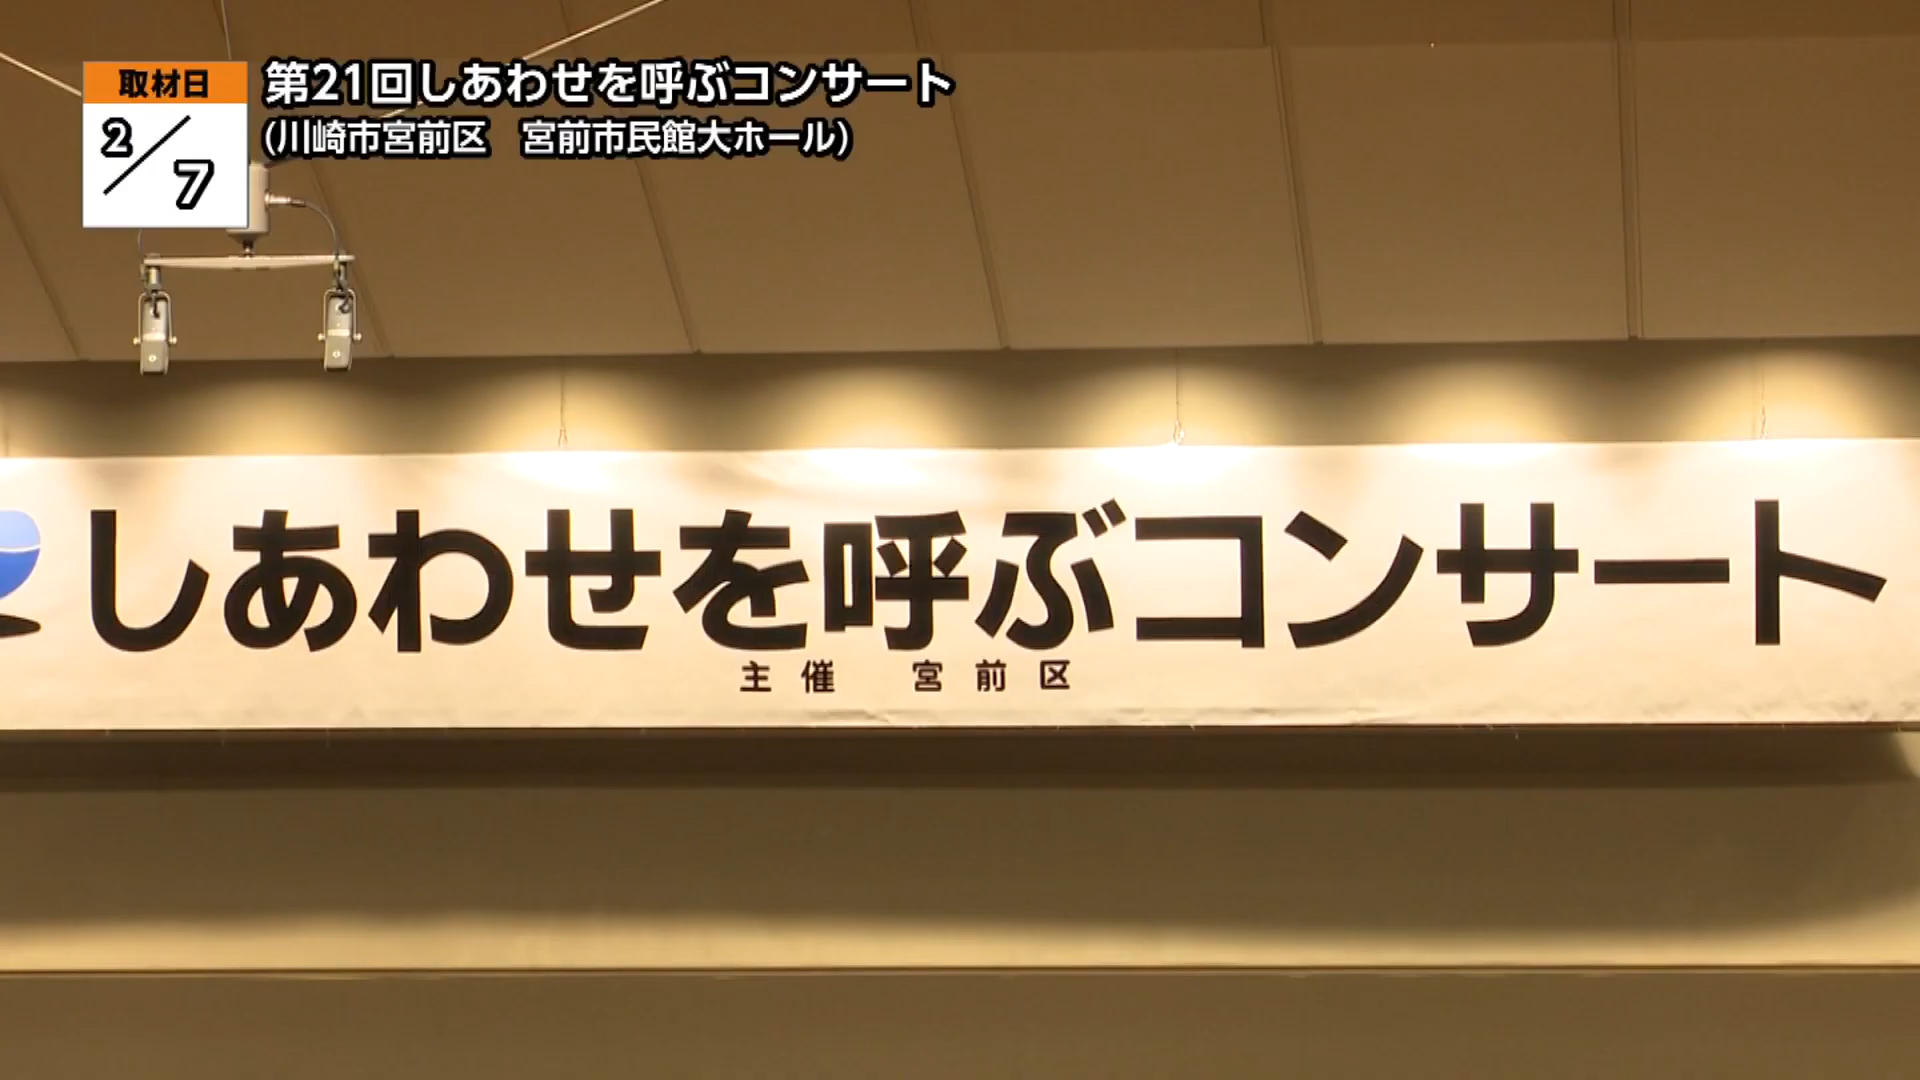 取材日
2/7
第21回しあわせを呼ぶコンサート
(川崎市宮前区　宮前市民館大ホール)
しあわせを呼ぶコンサート
主催　宮前区